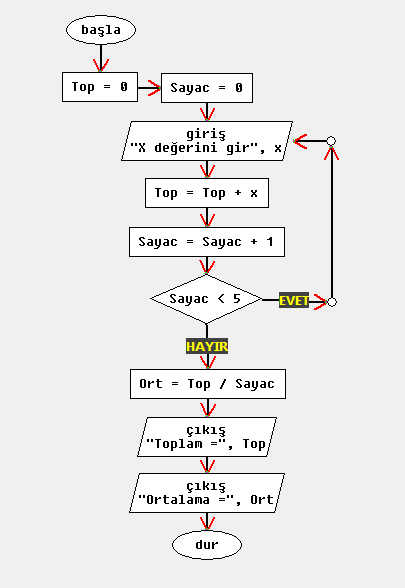 başla
Top = 0
Sayac = 0
giriş
"X değerini gir", x
Top = Top + x
Sayac = Sayac + 1
Sayac < 5
EVET
HAYIR
Ort = Top / Sayac
çıkış
"Toplam =", Top
çıkış
"Ortalama =", Ort
dur